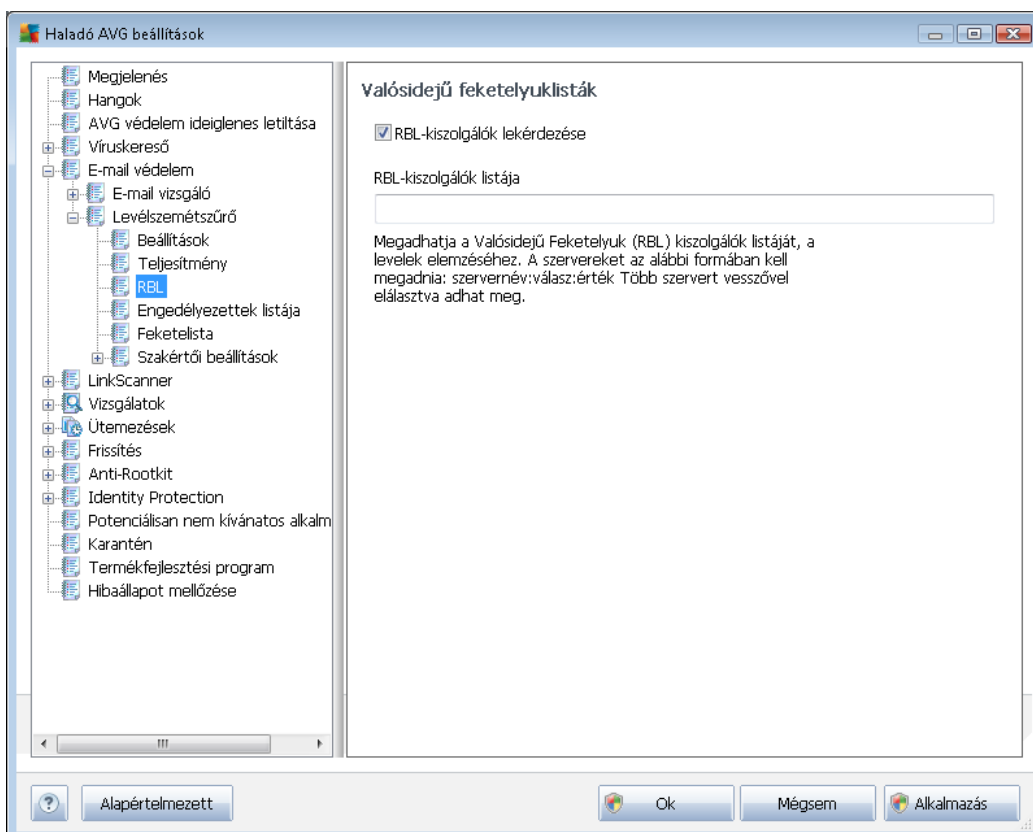 Haladó AVG beállítások
Megjelenés
Hangok
AVG védelem ideiglenes letiltása
Víruskereső
E-mail védelem
E-mail vizsgáló
Levélszemétszűrő
Beállítások
Teljesítmény
RBL
Engedélyezettek listája
Feketelista
Szakértői beállítások
LinkScanner
Vizsgálatok
Ütemezések
Frissítés
Anti-Rootkit
Identity Protection
Potenciálisan nem kívánatos alkalm
Karantén
Termékfejlesztési program
Hibaállapot mellőzése
Valósidejű feketelyuklisták
RBL-kiszolgálók lekérdezése
RBL-kiszolgálók listája
Megadhatja a Valósidejű Feketelyuk (RBL) kiszolgálók listáját, a
levelek elemzéséhez. A szervereket az alábbi formában kell
megadnia: szervernév:válasz:érték Több szervert vesszővel
elálasztva adhat meg.
? Alapértelmezett Ok Mégsem Alkalmazás